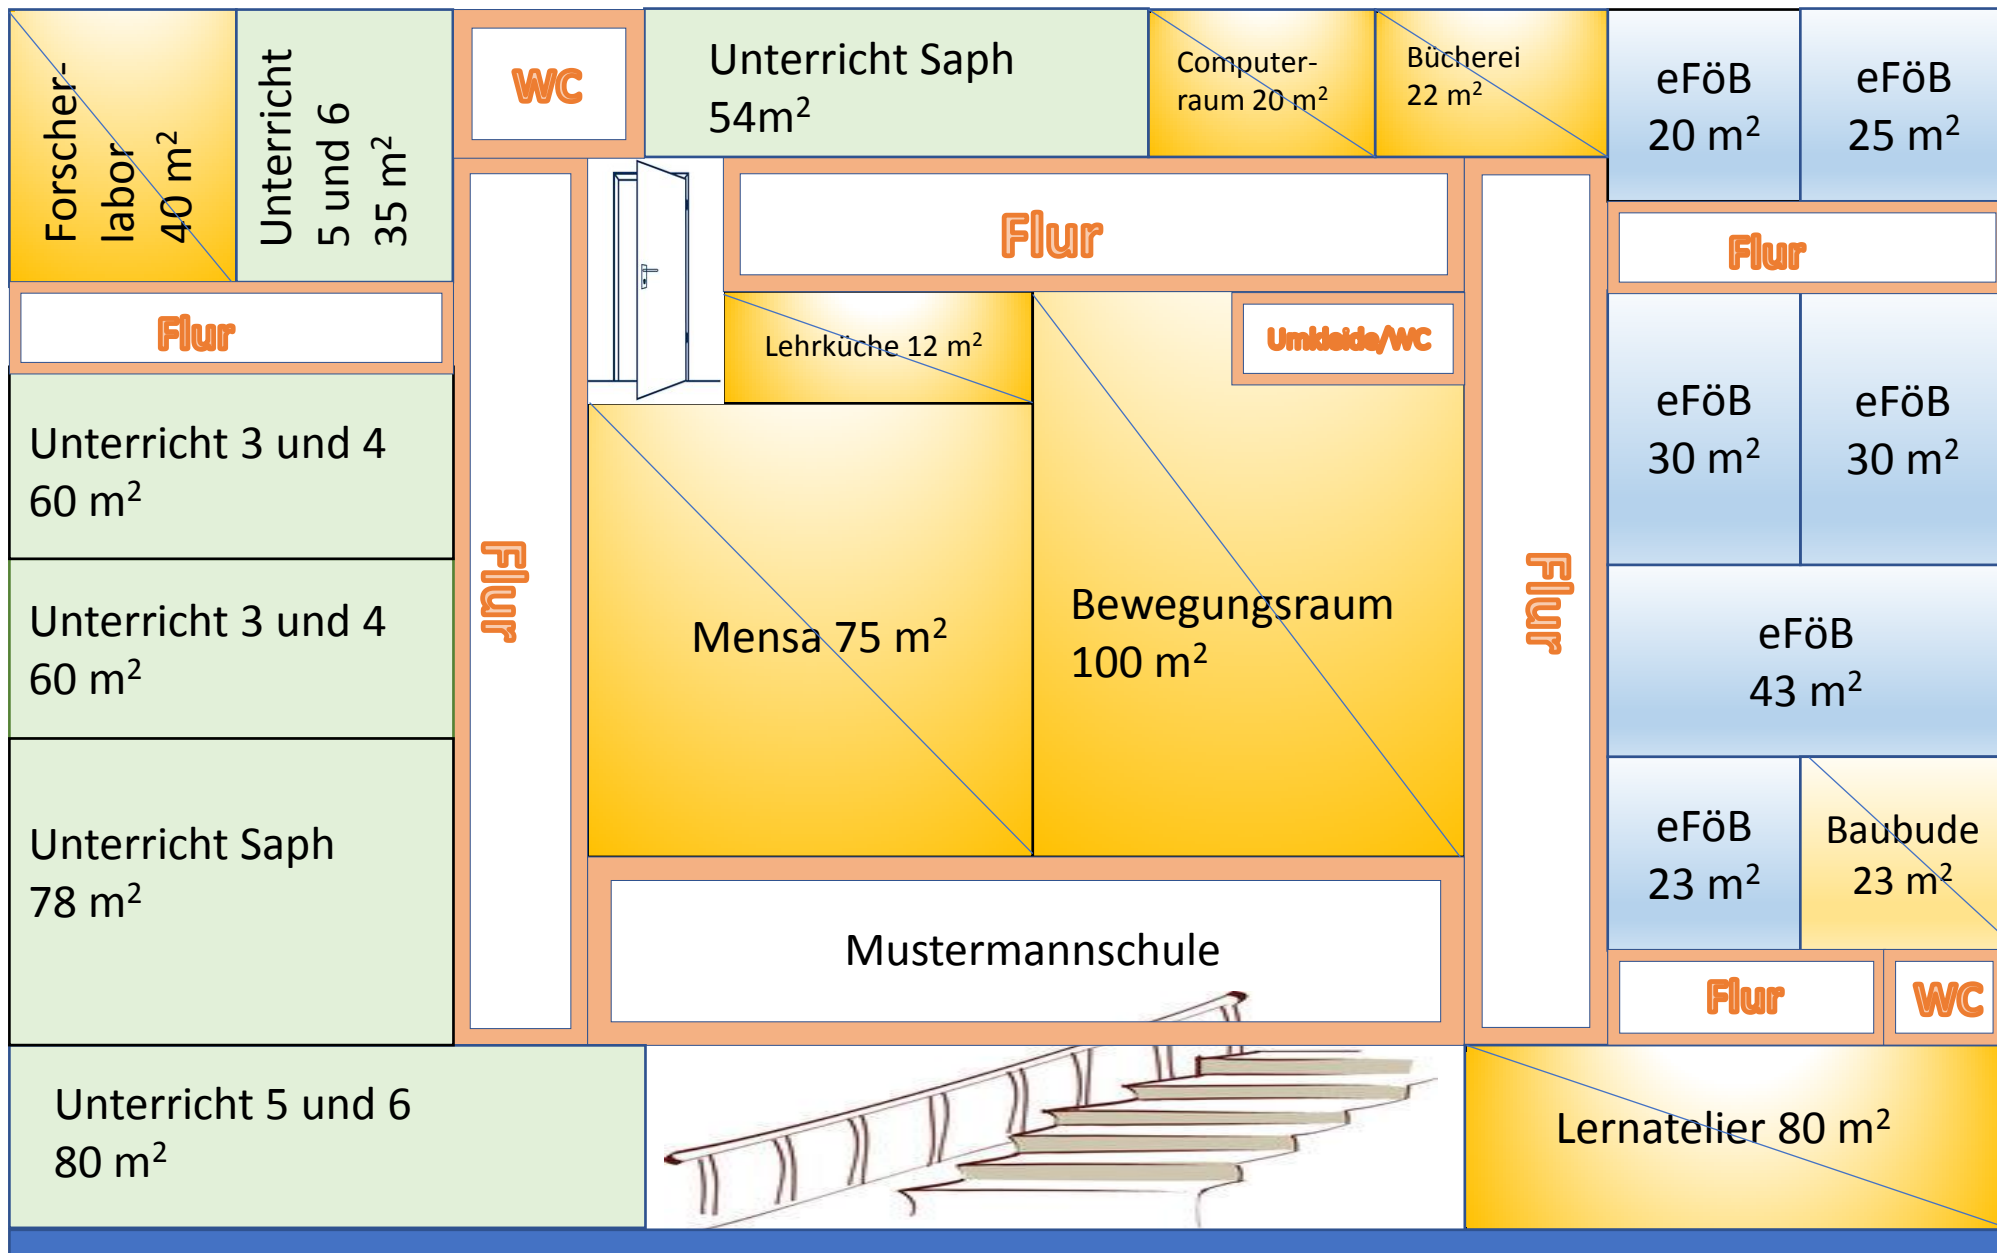 Forscher-
labor
40 m²
Unterricht
5 und 6
35 m²
WC
Unterricht Saph
54m²
Computer-
raum 20 m²
Bücherei
22 m²
eFöB
20 m²
eFöB
25 m²
Flur
Flur
Flur
Lehrküche 12 m²
Umkleide/WC
Unterricht 3 und 4
60 m²
eFöB
30 m²
eFöB
30 m²
Flur
Flur
Unterricht 3 und 4
60 m²
Mensa 75 m²
Bewegungsraum
100 m²
eFöB
43 m²
Unterricht Saph
78 m²
eFöB
23 m²
Baubude
23 m²
Mustermannschule
Flur
WC
Unterricht 5 und 6
80 m²
Lernatelier 80 m²